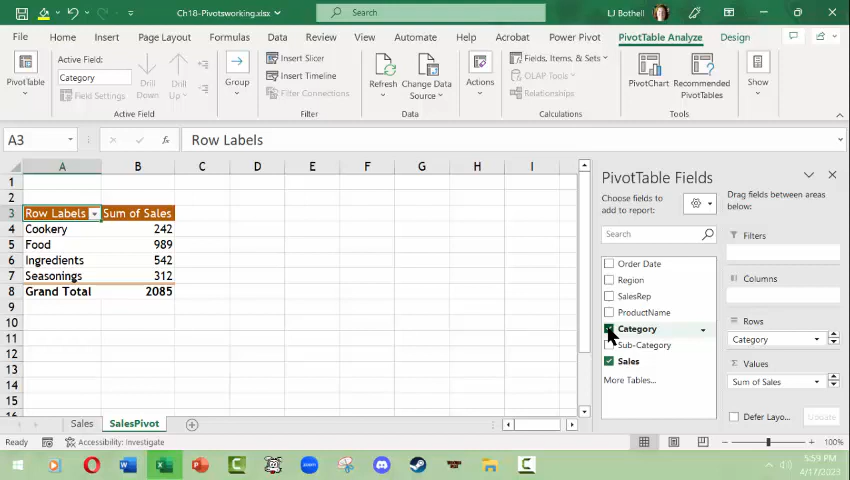 Ch18-Pivotsworking.xlsx
Search
LJ Bothell
File
Home
Insert
Page Layout
Formulas
Data
Review
View
Automate
Help
Acrobat
Power Pivot
PivotTable Analyze
Design
PivotTable
Active Field:
Category
Field Settings
Drill Down
Drill Up
Active Field
Group
Insert Slicer
Insert Timeline
Filter Connections
Filter
Refresh
Change Data Source
Data
Actions
Fields, Items, & Sets
OLAP Tools
Relationships
Calculations
PivotChart
Recommended PivotTables
Tools
Show
A3
fx
Row Labels
A B C D E F G H I
1
2
3 Row Labels Sum of Sales
4 Cookery 242
5 Food 989
6 Ingredients 542
7 Seasonings 312
8 Grand Total 2085
9
10
11
12
13
14
15
16
PivotTable Fields
Choose fields to
add to report:
Search
Order Date
Region
SalesRep
ProductName
Category
Sub-Category
Sales
More Tables...
Drag fields between areas
below:
Filters
Columns
Rows
Category
Values
Sum of Sales
Defer Layo...
Update
Sales
SalesPivot
Ready
Accessibility: Investigate
100%
5:59 PM
4/17/2023